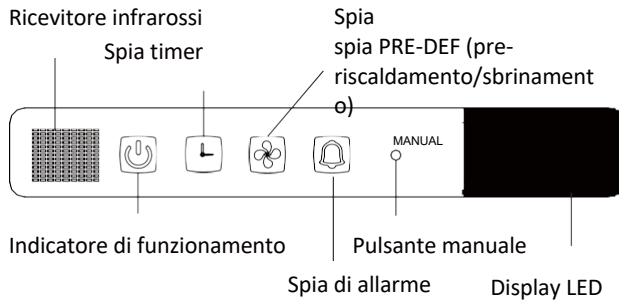 Ricevitore infrarossi
Spia timer
Spia
spia PRE-DEF (pre-
riscaldamento/sbrinament
o)
MANUAL
Indicatore di funzionamento
Pulsante manuale
Spia di allarme
Display LED